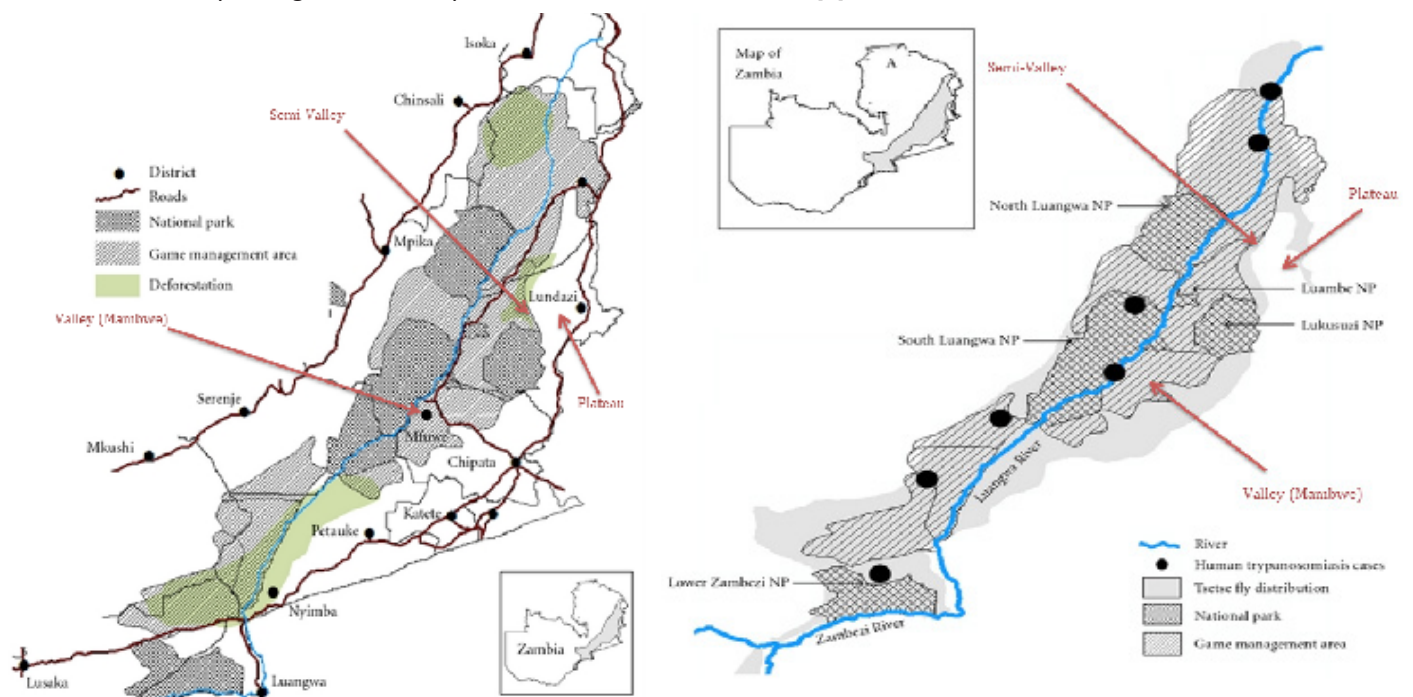 Isoka
Chinsali
Semi-Valley
District
Roads
National park
Game management area
Deforestation
Mpika
Lundazi
Valley (Mambwe)
Plateau
Serenje
Mfuwe
Mkushi
Chipata
Katete
Petauke
Nyimba
Zambia
Lusaka
Luangwa
Map of
Zambia
A
Semi-Valley
Plateau
North Luangwa NP
Luambe NP
Lukusuzi NP
South Luangwa NP
Luangwa River
Valley (Mambwe)
Lower Zambezi NP
Zambezi River
River
Human trypanosomiasis cases
Tsetse fly distribution
National park
Game management area